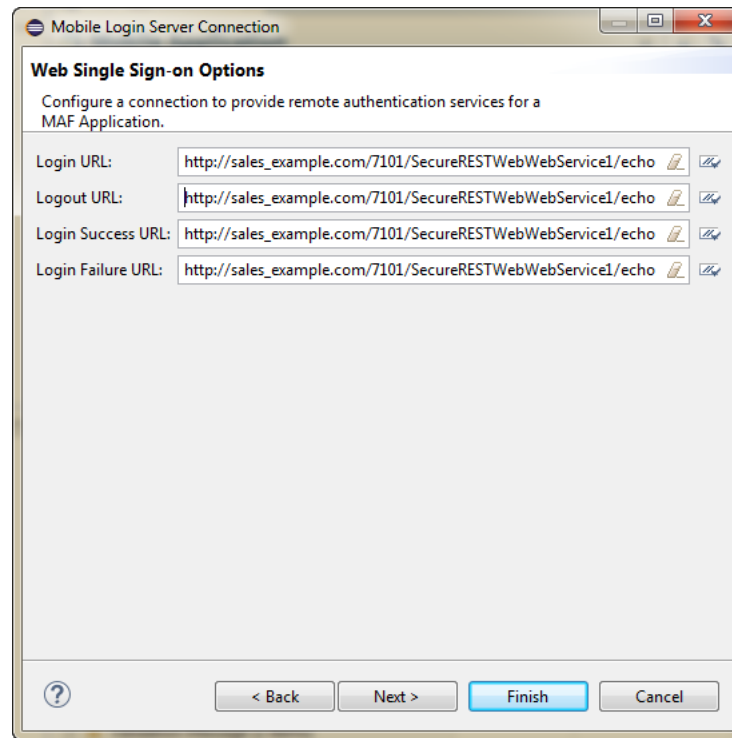 Mobile Login Server Connection
Web Single Sign-on Options
Configure a connection to provide remote authentication services for a
MAF Application.
Login URL: http://sales_example.com/7101/SecureRESTWebWebService1/echo
Logout URL: http://sales_example.com/7101/SecureRESTWebWebService1/echo
Login Success URL: http://sales_example.com/7101/SecureRESTWebWebService1/echo
Login Failure URL: http://sales_example.com/7101/SecureRESTWebWebService1/echo
? < Back Next > Finish Cancel